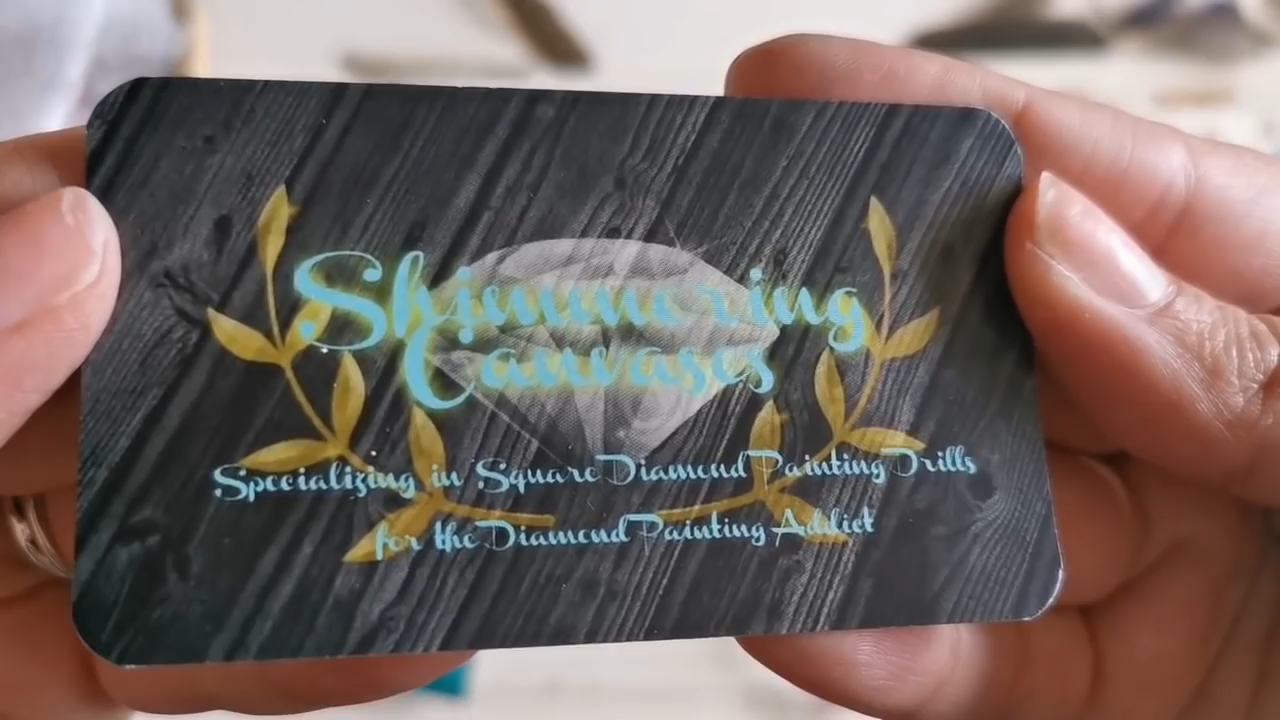 Shimmering
Canvases
Specializing in Square Diamond Painting Drills
for the Diamond Painting Addict